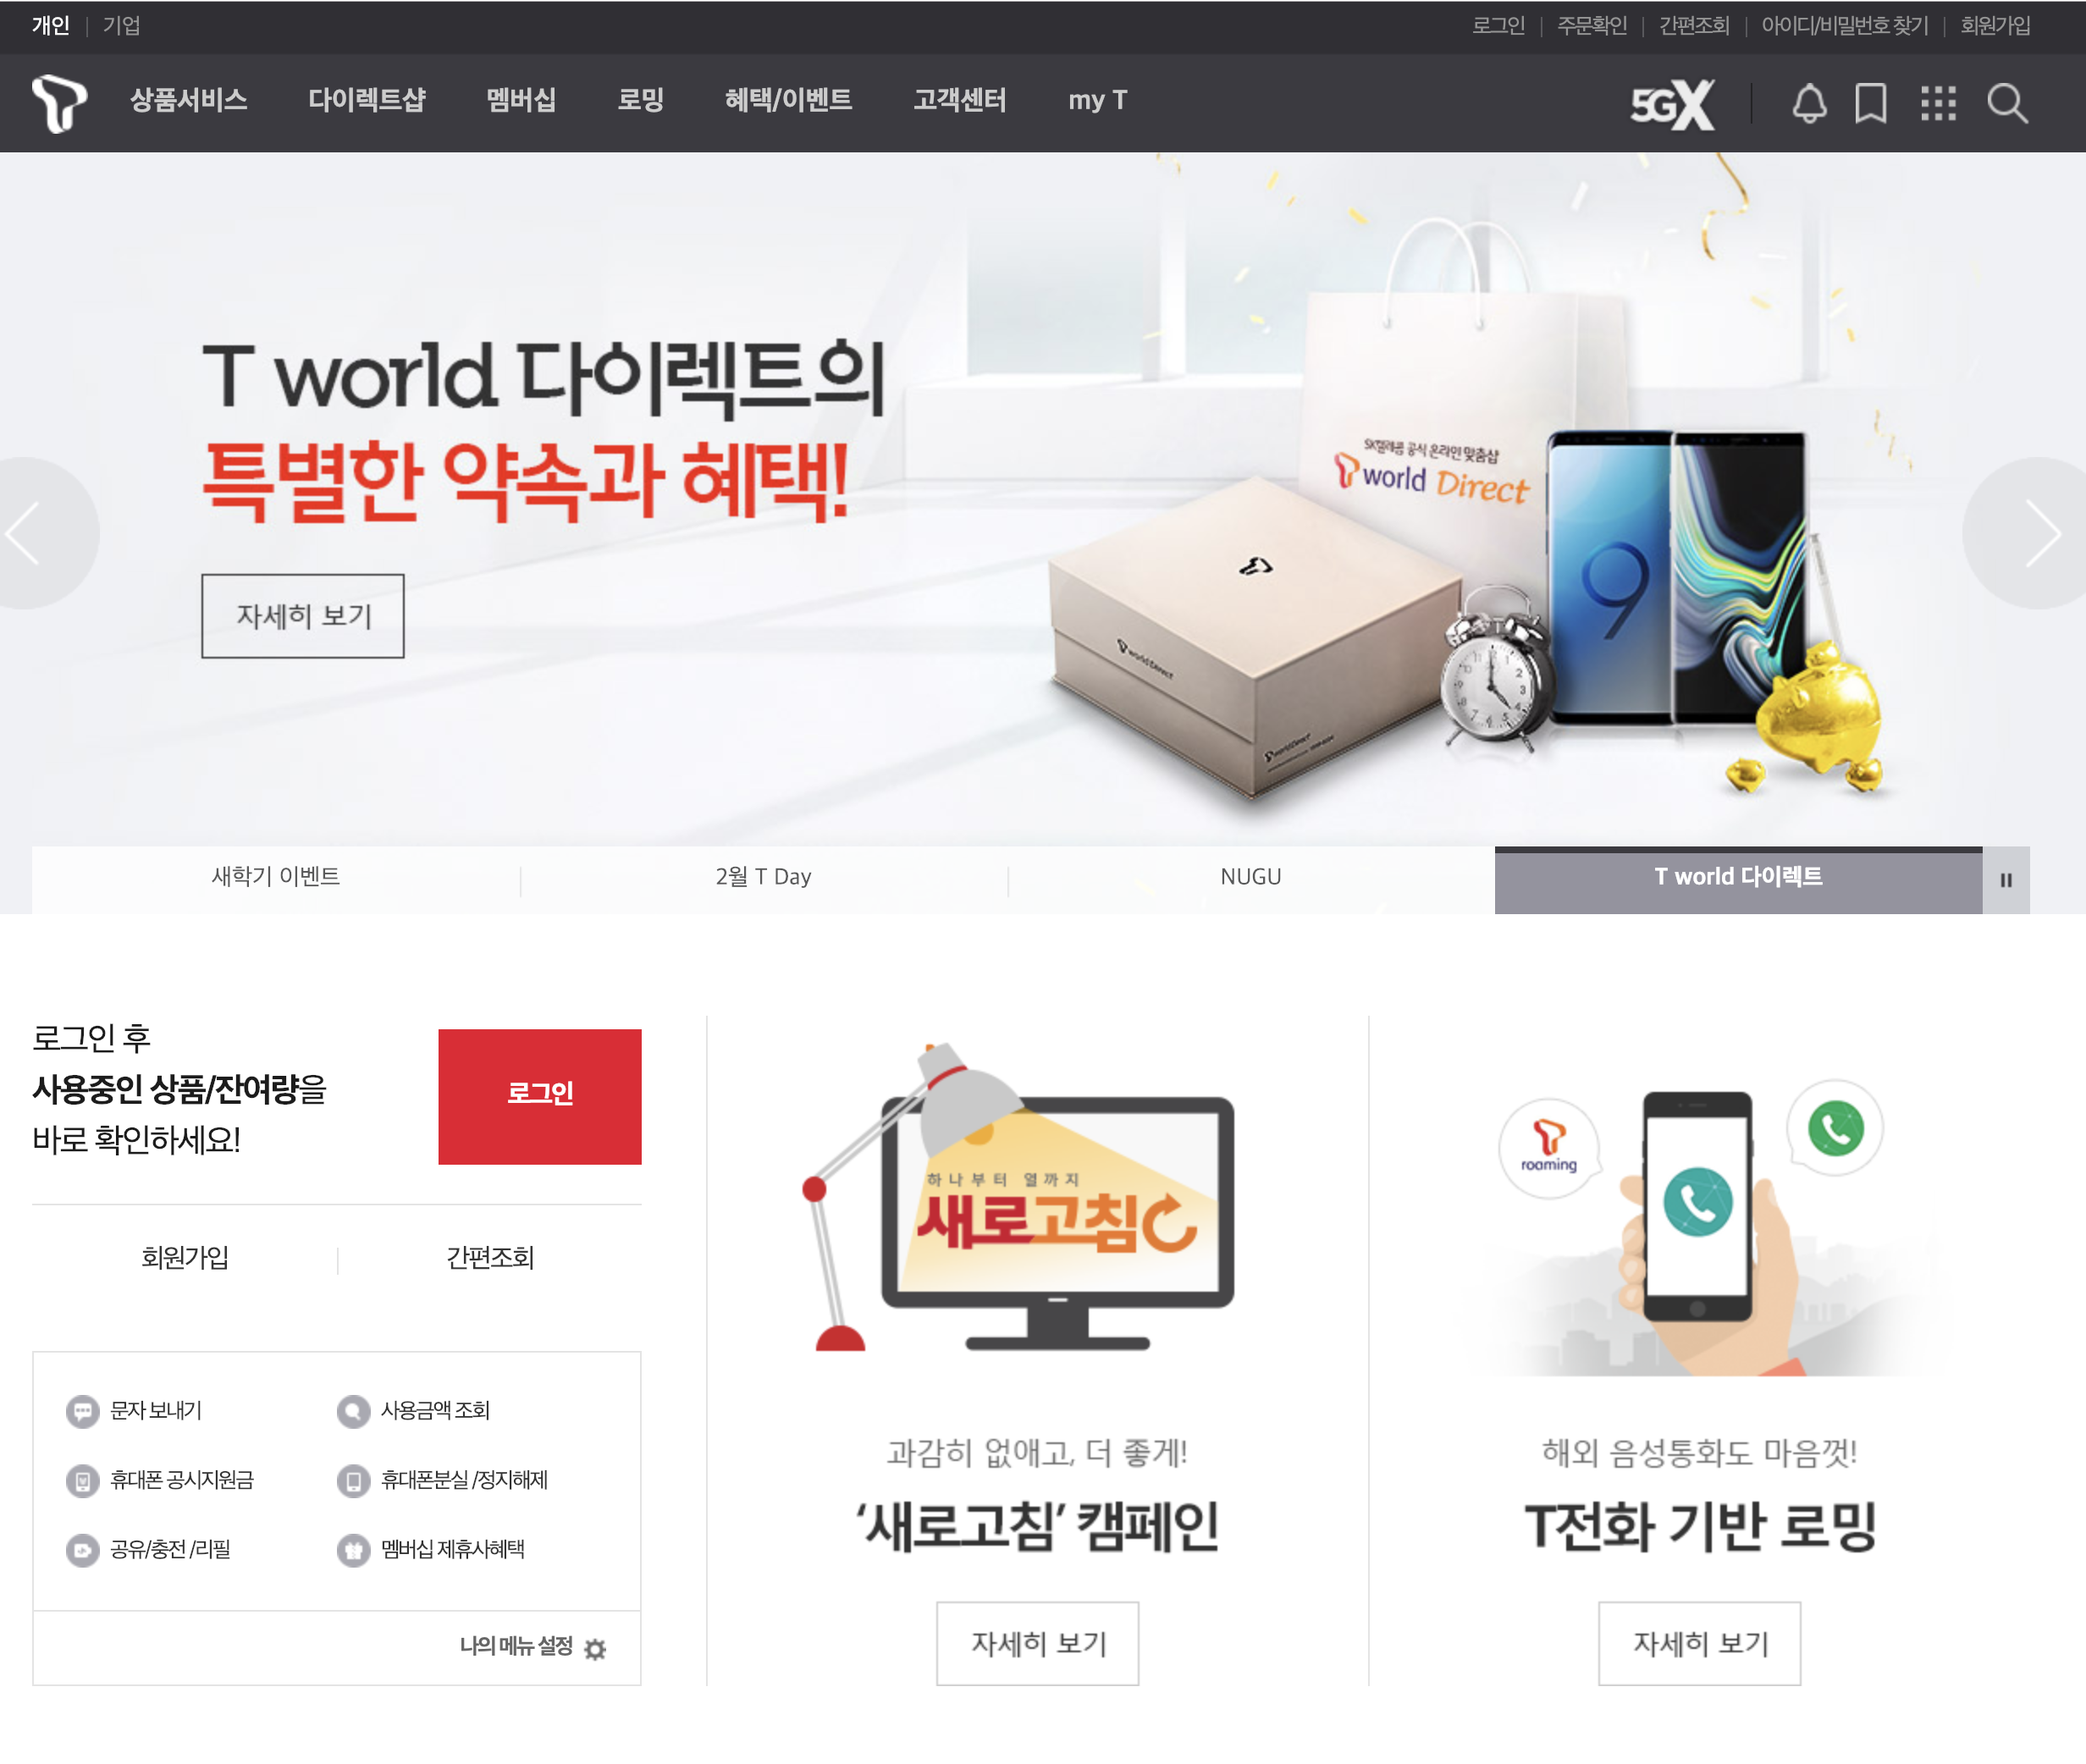 개인 기업
로그인 주문확인 간편조회 아이디/비밀번호 찾기 회원가입
상품서비스 다이렉트샵 멤버십 로밍 혜택/이벤트 고객센터 my T
5GX
T world 다이렉트의
특별한 약속과 혜택!
자세히 보기
SK텔레콤 공식 온라인 맞춤샵
T world Direct
T world Direct
9
새학기 이벤트 2월 T Day NUGU T world 다이렉트
로그인 후
사용중인 상품/잔여량을
바로 확인하세요!
로그인
회원가입 간편조회
문자 보내기 사용금액 조회
휴대폰 공시지원금 휴대폰분실 /정지해제
공유/충전 /리필 멤버십 제휴사혜택
나의 메뉴 설정
하나부터 열까지
새로고침
과감히 없애고, 더 좋게!
‘새로고침’ 캠페인
자세히 보기
T roaming
해외 음성통화도 마음껏!
T전화 기반 로밍
자세히 보기